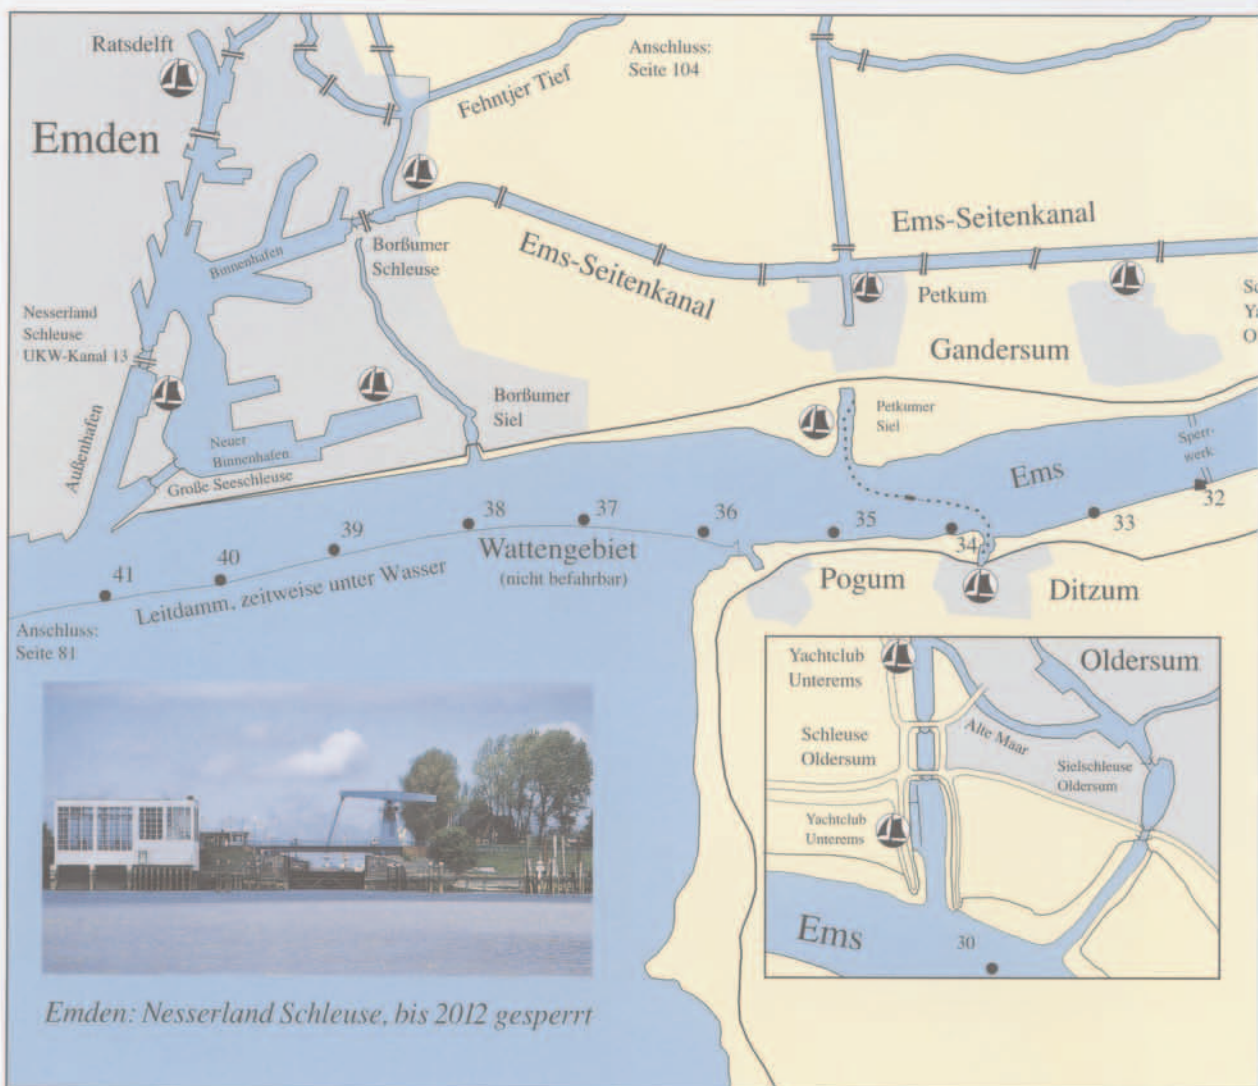 Ratsdelft
Emden
Fehntjer Tief
Anschluss:
Seite 104
Ems-Seitenkanal
Ems-Seitenkanal
Binnenhafen
Borßumer
Schleuse
Petkum
Gandersum
Nesserland
Schleuse
UKW-Kanal 13
Außenhafen
Neuer
Binnenhafen
Große Seeschleuse
Borßumer
Siel
Petkumer
Siel
Ems
Sperr-
werk
32
33
34
35
36
37
38
39
40
41
Wattengebiet
(nicht befahrbar)
Leitdamm, zeitweise unter Wasser
Anschluss:
Seite 81
Pogum
Ditzum
Yachtclub
Unterems
Oldersum
Schleuse
Oldersum
Alte Maar
Sielschleuse
Oldersum
Yachtclub
Unterems
Ems
30
Emden: Nesserland Schleuse, bis 2012 gesperrt